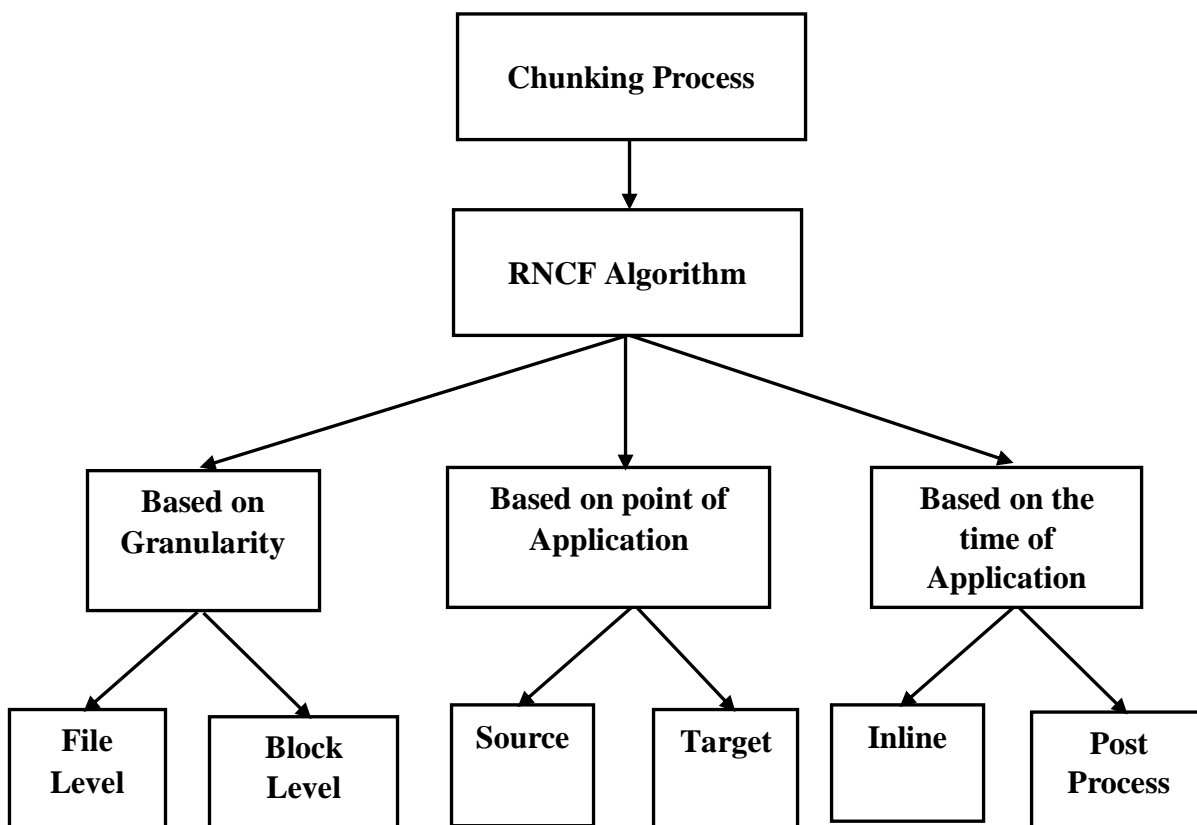 Chunking Process
RNCF Algorithm
Based on
Granularity
Based on point of
Application
Based on the
time of
Application
File
Level
Block
Level
Source
Target
Inline
Post
Process